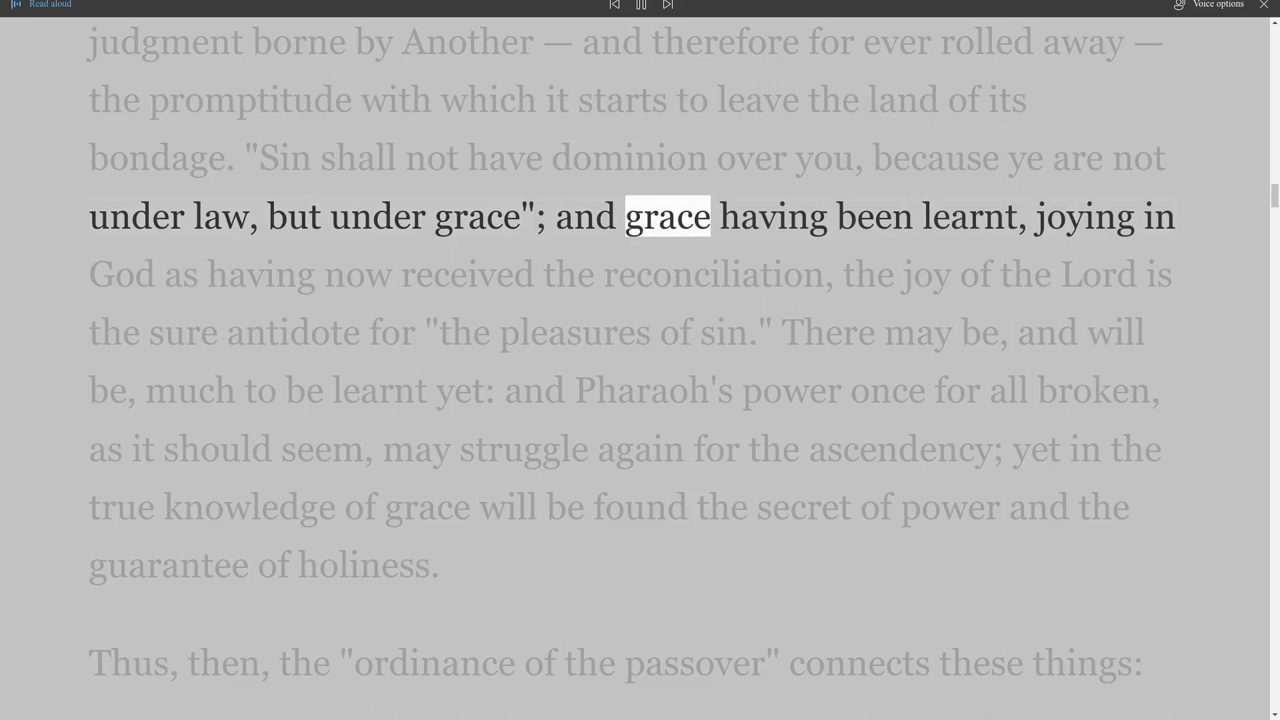 Read aloud
Voice options
judgment borne by Another — and therefore for ever rolled away —
the promptitude with which it starts to leave the land of its
bondage. "Sin shall not have dominion over you, because ye are not
under law, but under grace"; and grace having been learnt, joying in
God as having now received the reconciliation, the joy of the Lord is
the sure antidote for "the pleasures of sin." There may be, and will
be, much to be learnt yet: and Pharaoh's power once for all broken,
as it should seem, may struggle again for the ascendency; yet in the
true knowledge of grace will be found the secret of power and the
guarantee of holiness.
Thus, then, the "ordinance of the passover" connects these things: